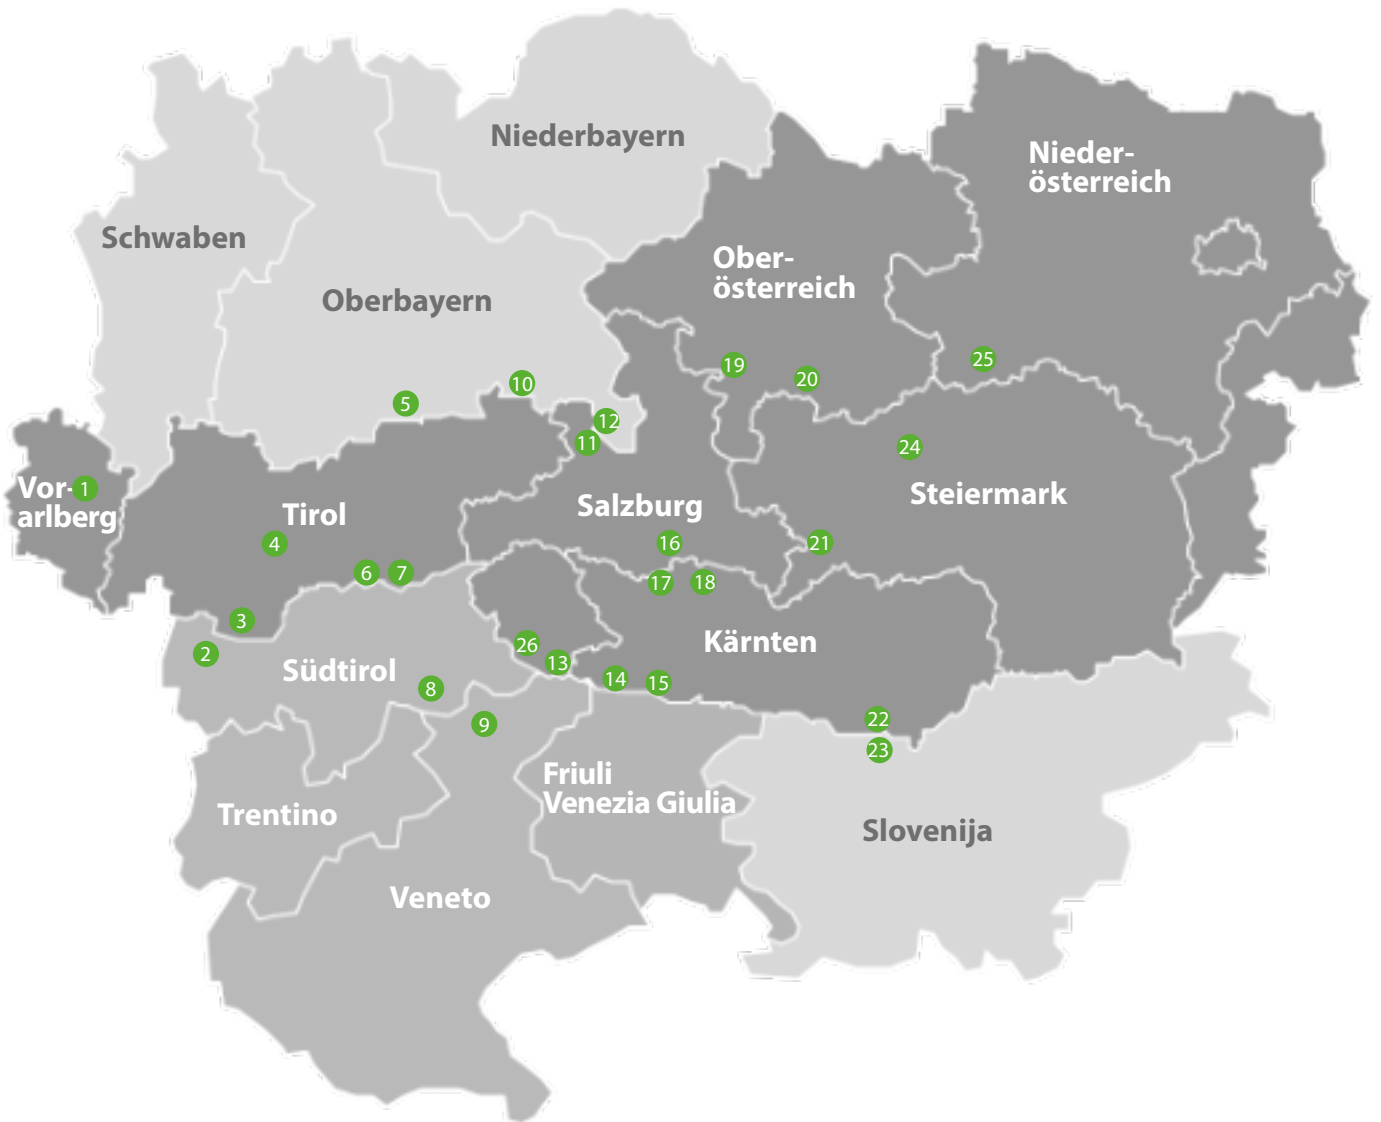 Niederbayern
Nieder-
österreich
Schwaben
Ober-
österreich
Oberbayern
25
19
20
10
5
12
11
24
Vor-
1
arlberg
Steiermark
Salzburg
Tirol
4
16
21
6
7
17
18
3
2
26
Kärnten
13
Südtirol
14
15
8
9
22
23
Friuli
Venezia Giulia
Trentino
Slovenija
Veneto